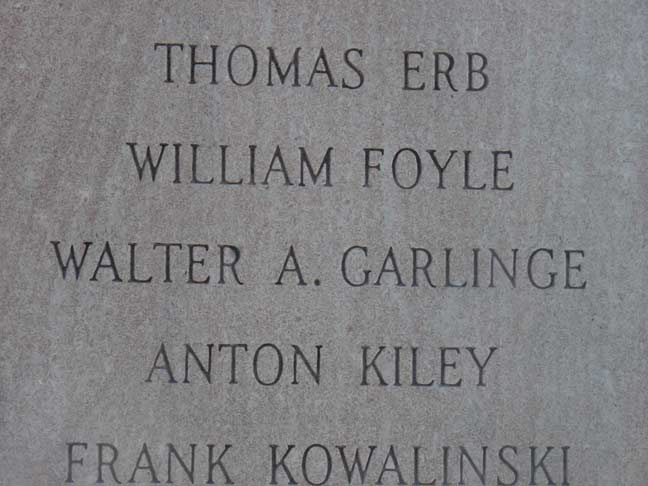 THOMAS ERB
WILLIAM FOYLE
WALTER A. GARLINGE
ANTON KILEY
FRANK KOWALINSKI